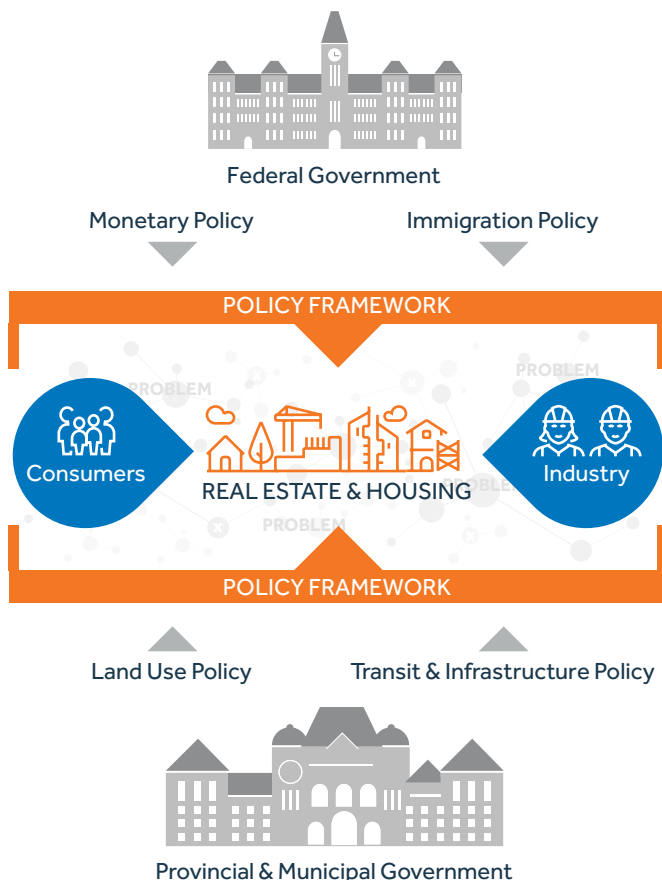 Federal Government
Monetary Policy
Immigration Policy
POLICY FRAMEWORK
PROBLEM
PROBLEM
Consumers
Industry
REAL ESTATE & HOUSING
PROBLEM
PROBLEM
POLICY FRAMEWORK
Land Use Policy
Transit & Infrastructure Policy
Provincial & Municipal Government